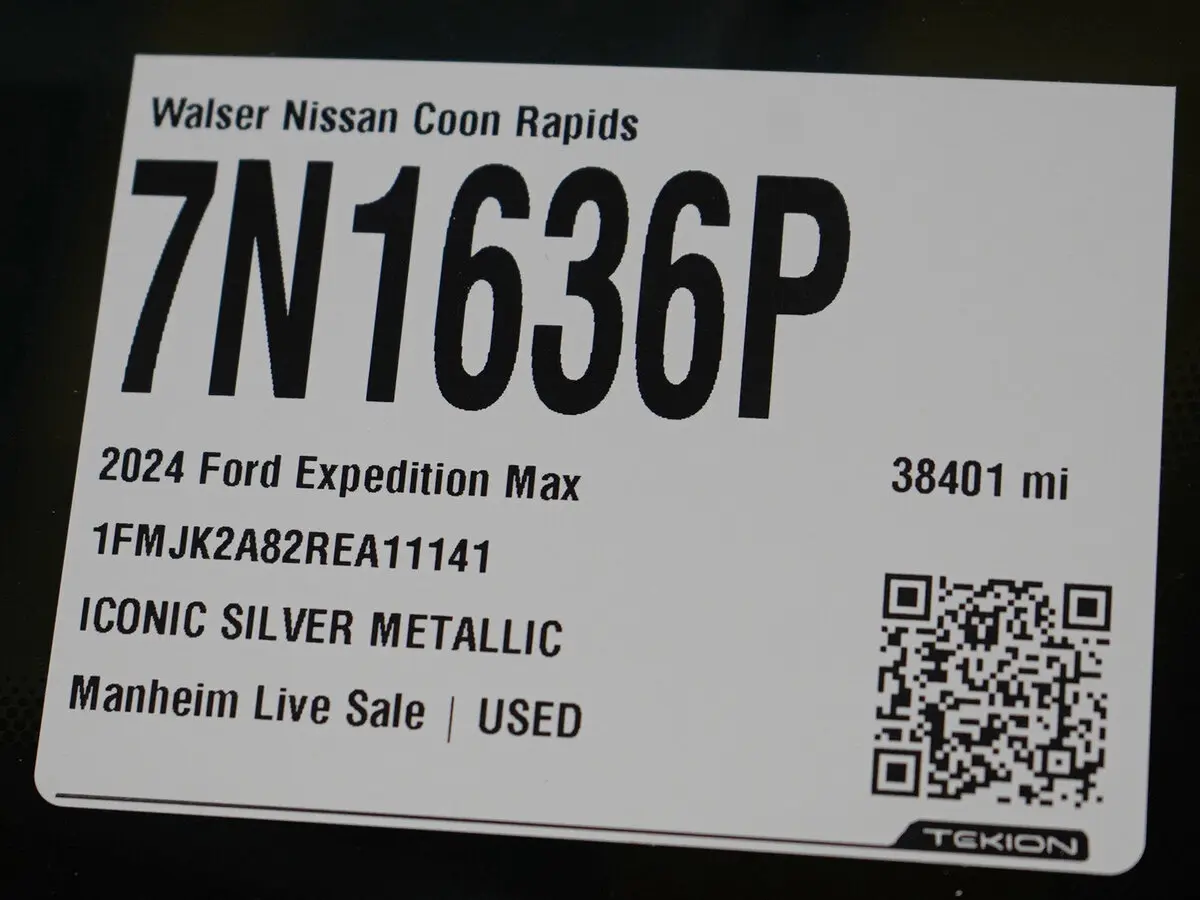 Walser Nissan Coon Rapids
7N1636P
2024 Ford Expedition Max
38401 mi
1FMJK2A82REA11141
ICONIC SILVER METALLIC
Manheim Live Sale | USED
TEKION